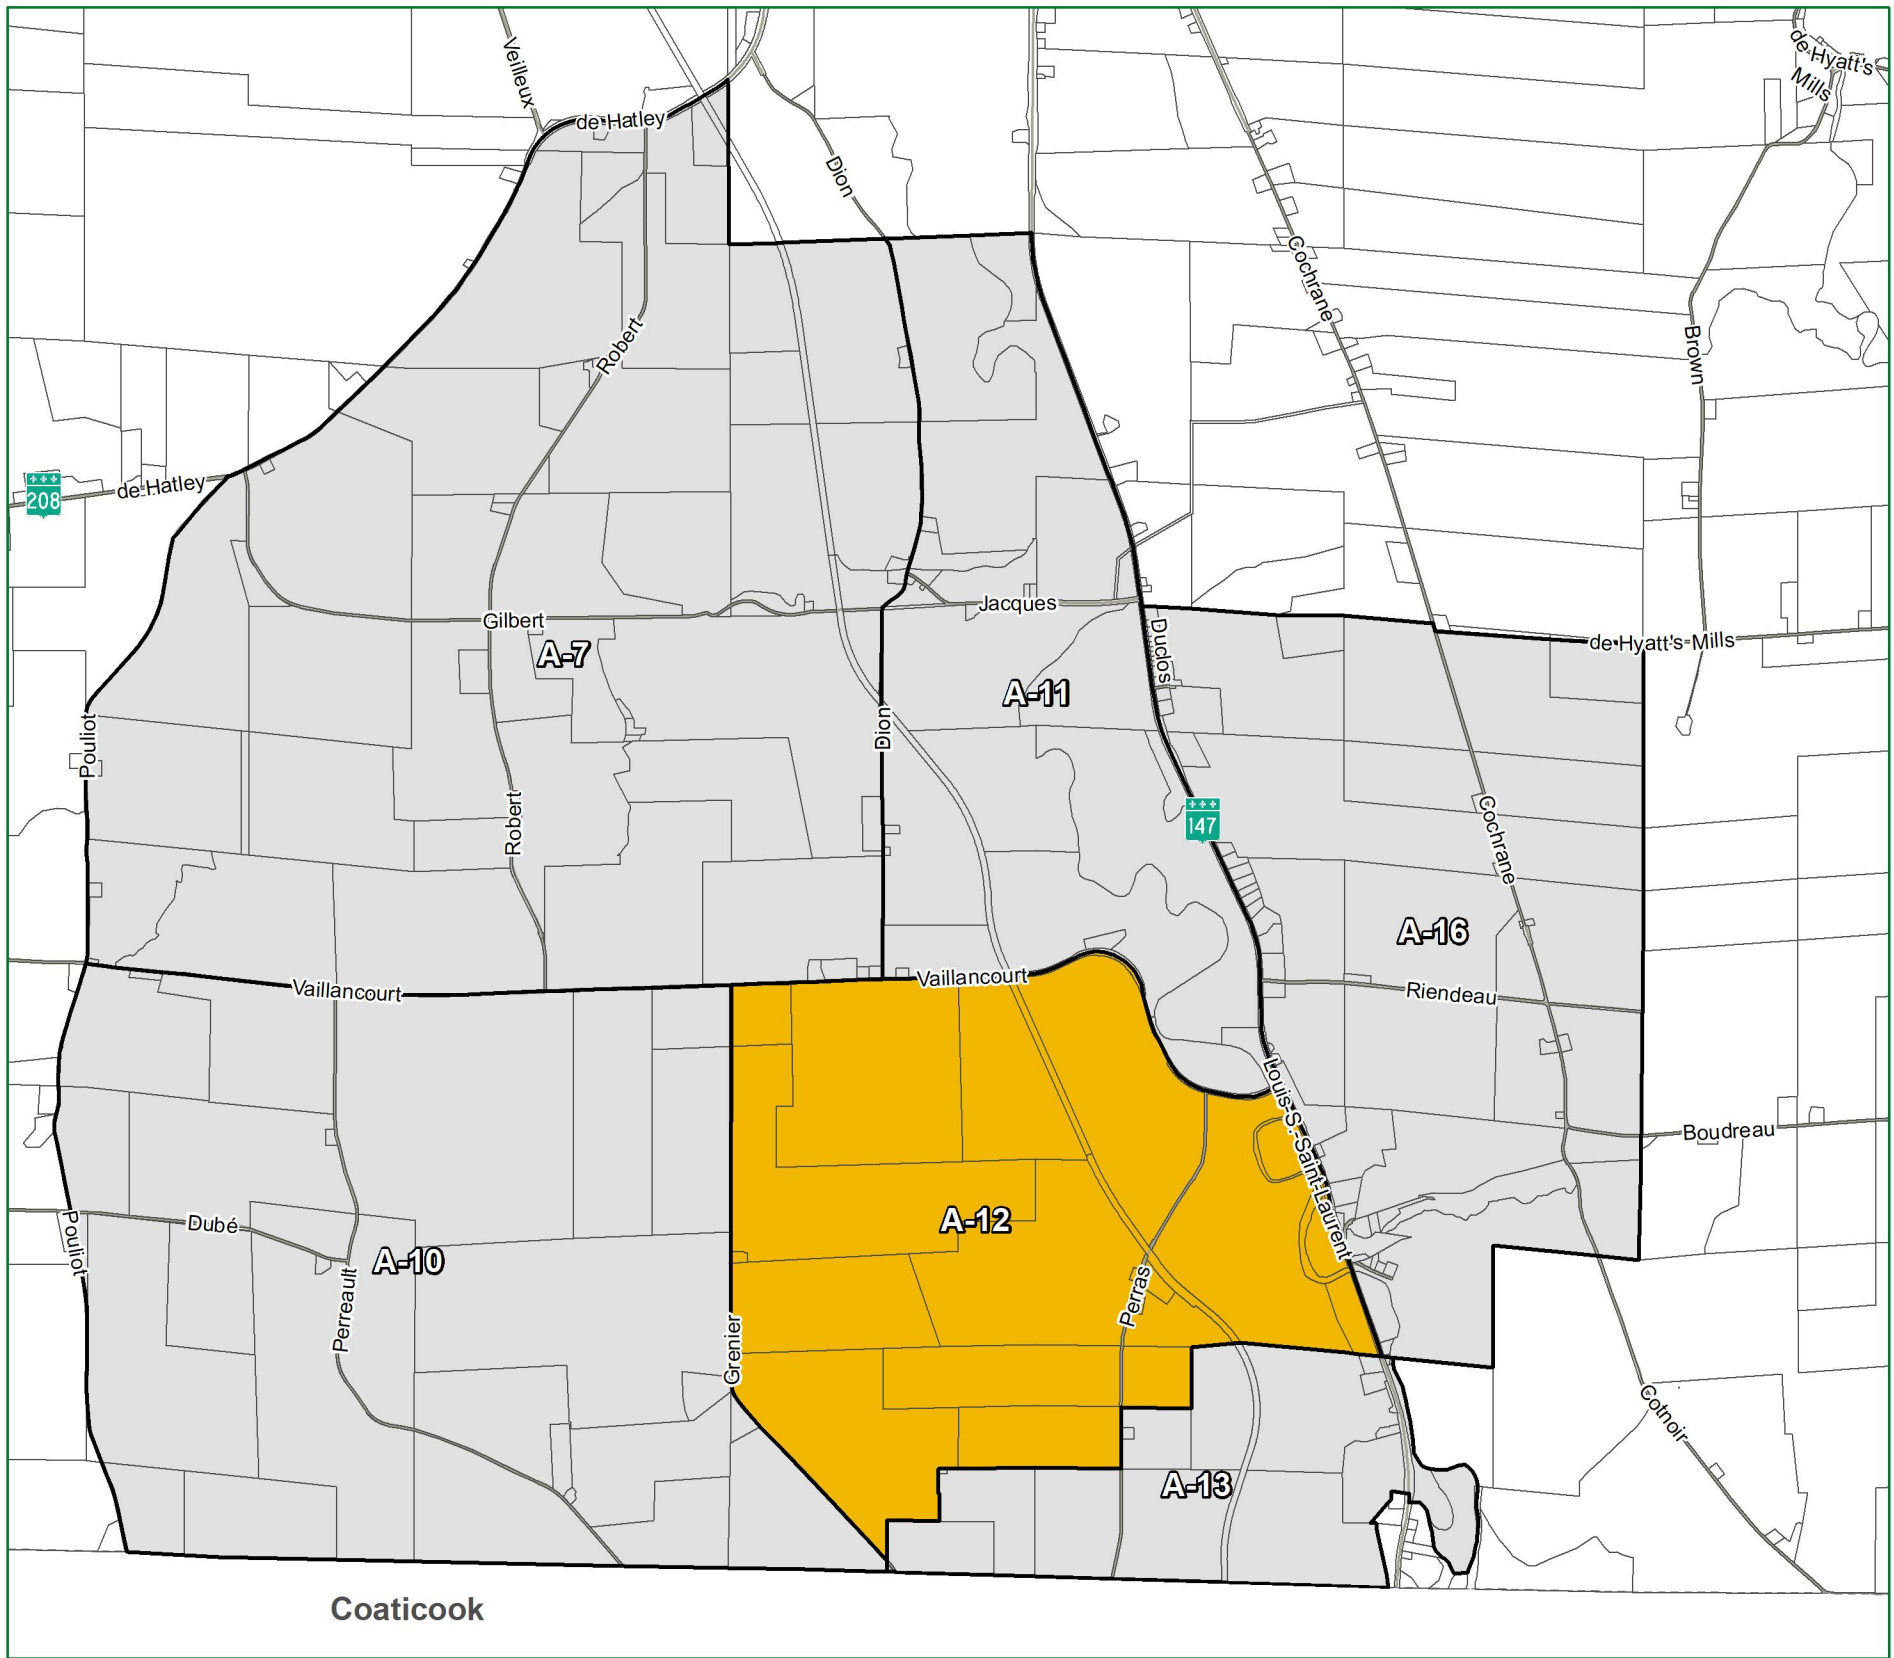 Veilleux
de Hatley
Dion
de Hyatt's
Mills
Cochrane
Robert
Brown
208
de Hatley
Gilbert
Jacques
A-7
Duclos
de Hyatt's-Mills
A-11
Pouliot
Dion
147
Robert
Cochrane
A-16
Vaillancourt
Vaillancourt
Riendeau
Louis-S.-Saint-Laurent
Boudreau
Pouliot
Dubé
A-12
A-10
Perreault
Perras
Grenier
Cotnoir
A-13
Coaticook